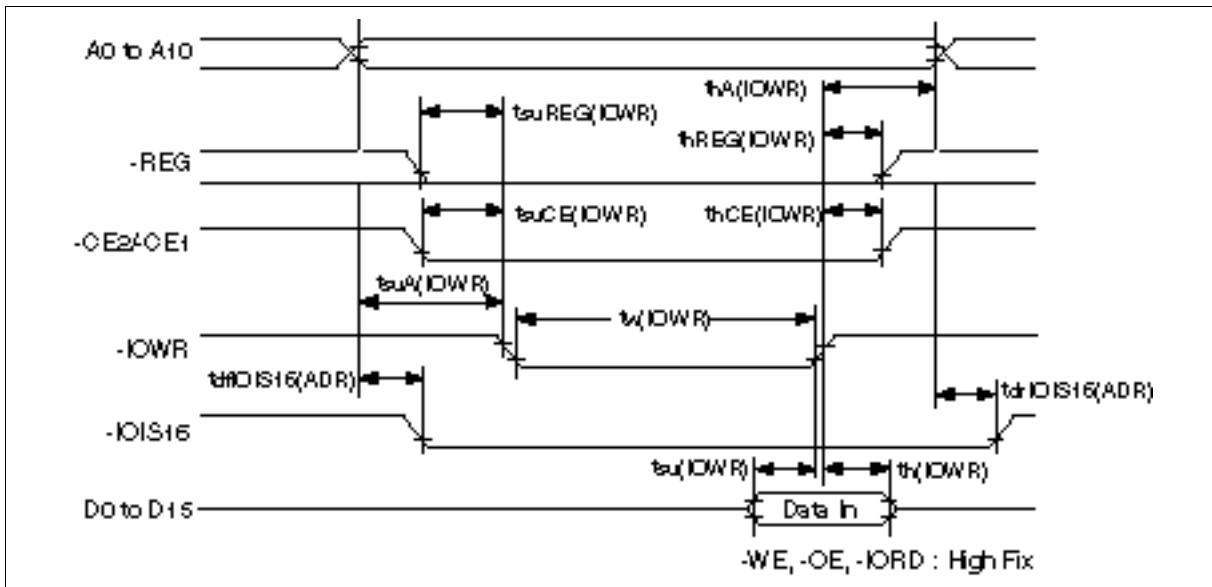 A0 to A10
thA(IOWR)
tsuREG(IOWR)
thREG(IOWR)
-REG
tsuCE(IOWR)
thCE(IOWR)
-CE2/-CE1
tsuA(IOWR)
tw(IOWR)
-IOWR
tdfIOIS16(ADR)
tdrIOIS16(ADR)
-IOIS16
tsu(IOWR)
th(IOWR)
D0 to D15
Data In
-WE, -OE, -IORD : High Fix